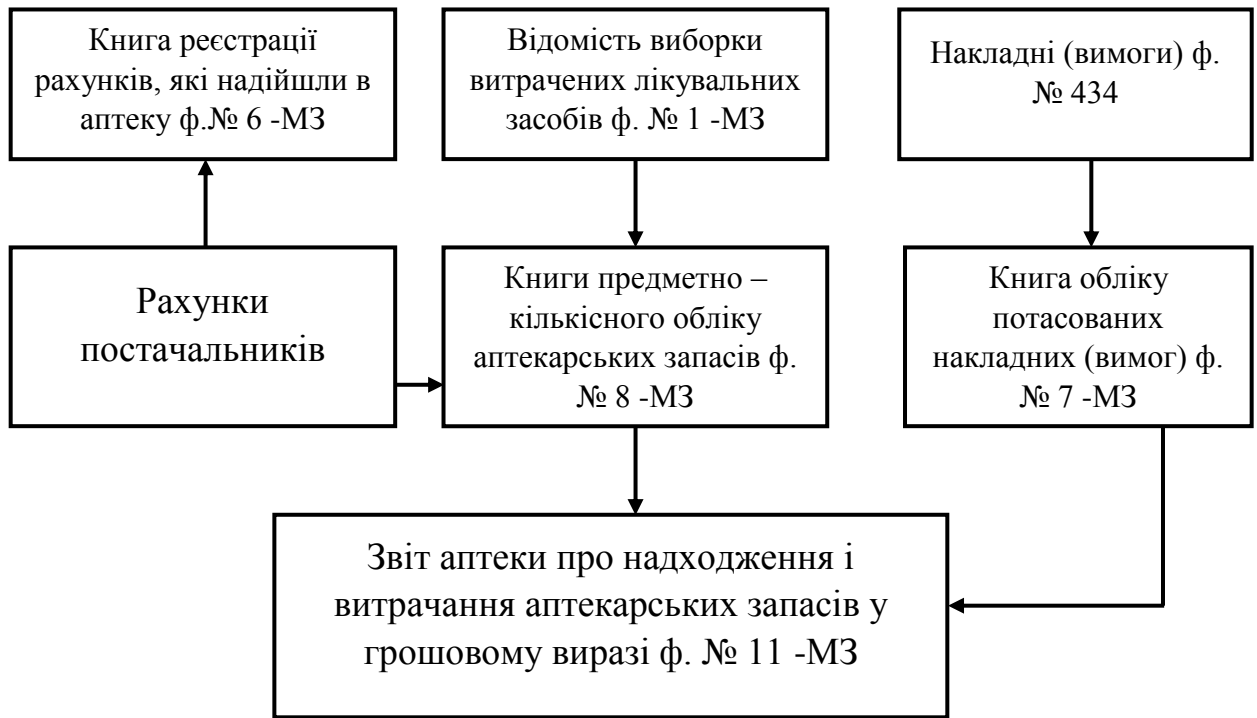 Книга реєстрації
рахунків, які надійшли в
аптеку ф.№ 6 -МЗ
Відомість виборки
витрачених лікувальних
засобів ф. № 1 -МЗ
Накладні (вимоги) ф.
№ 434
Рахунки
постачальників
Книги предметно –
кількісного обліку
аптекарських запасів ф.
№ 8 -МЗ
Книга обліку
потасованих
накладних (вимог) ф.
№ 7 -МЗ
Звіт аптеки про надходження і
витрачання аптекарських запасів у
грошовому виразі ф. № 11 -МЗ